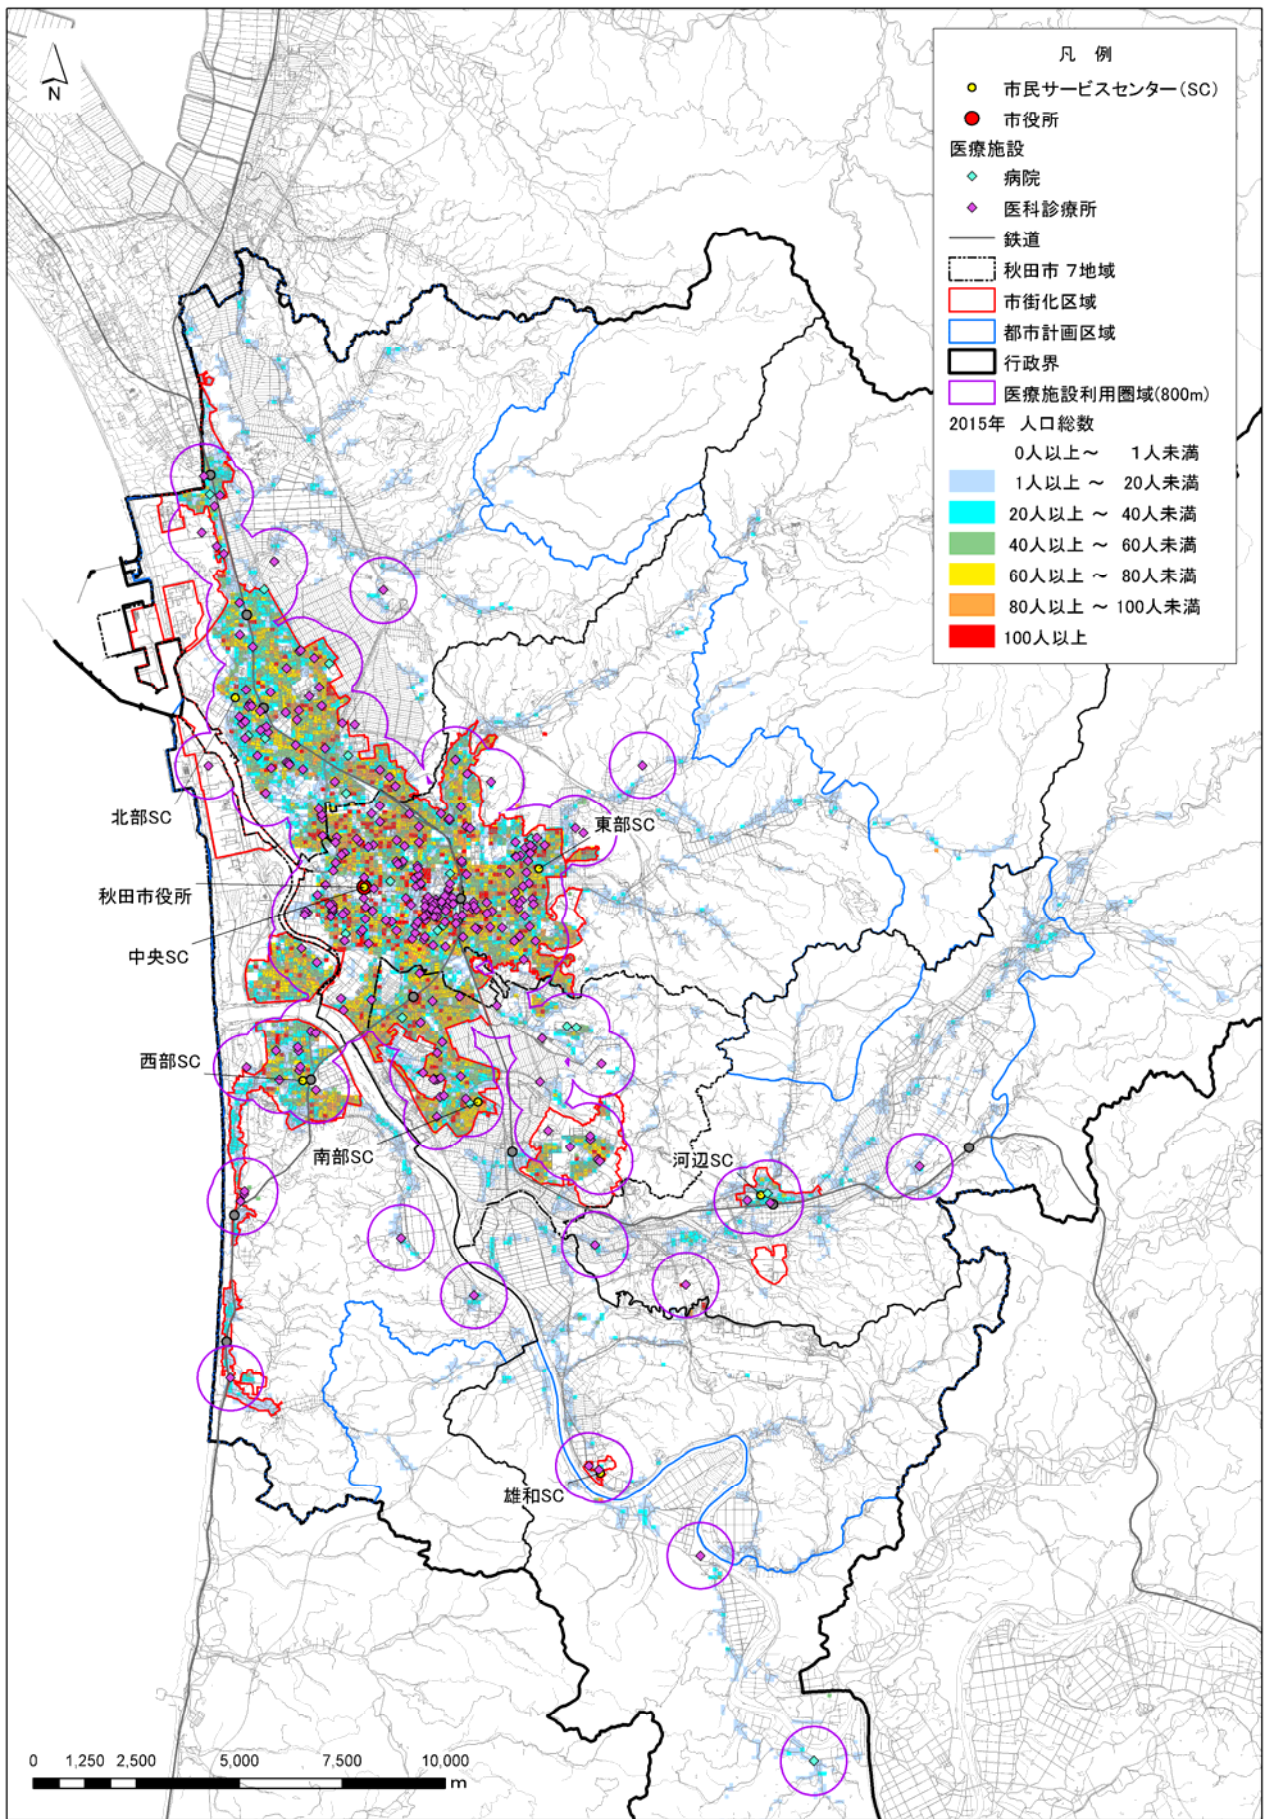 N
凡 例
市民サービスセンター(SC)
市役所
医療施設
病院
医科診療所
鉄道
秋田市 7地域
市街化区域
都市計画区域
行政界
医療施設利用圏域(800m)
2015年 人口総数
0人以上～ 1人未満
1人以上 ～ 20人未満
20人以上 ～ 40人未満
40人以上 ～ 60人未満
60人以上 ～ 80人未満
80人以上 ～ 100人未満
100人以上
北部SC
東部SC
秋田市役所
中央SC
西部SC
南部SC
河辺SC
雄和SC
0 1,250 2,500 5,000 7,500 10,000
m